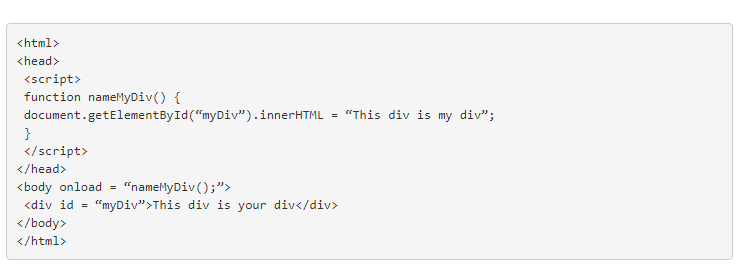 <html>
<head>
<script>
function nameMyDiv() {
document.getElementById(“myDiv”).innerHTML = “This div is my div”;
}
</script>
</head>
<body onload = “nameMyDiv();”>
<div id = “myDiv”>This div is your div</div>
</body>
</html>